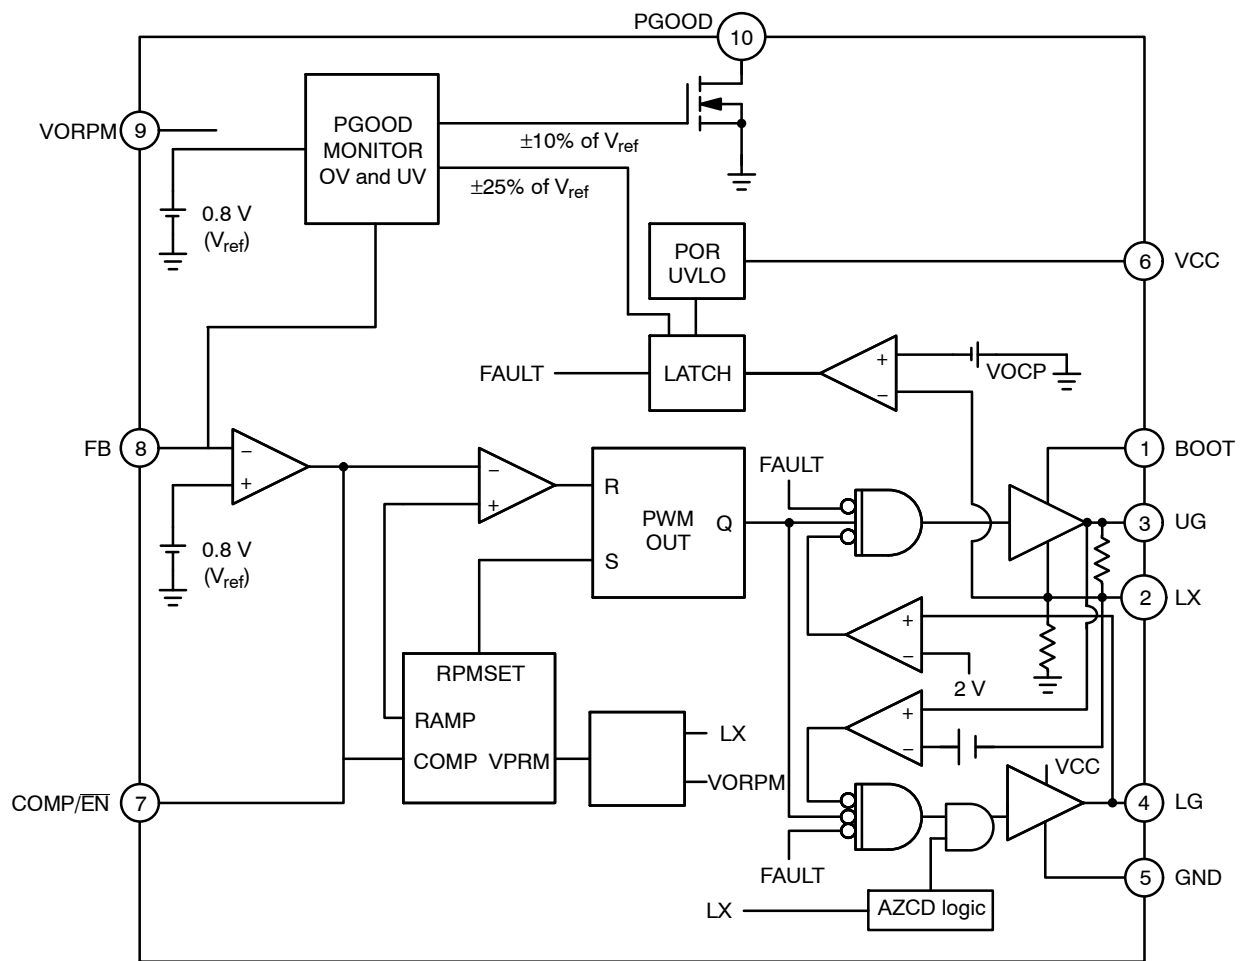 PGOOD
10
VORPM
9
PGOOD
MONITOR
OV and UV
±10% of Vref
±25% of Vref
0.8 V
(Vref)
POR
UVLO
6
VCC
FAULT
LATCH
+
−
VOCP
FB
8
−
+
0.8 V
(Vref)
−
+
R
S
PWM
OUT
Q
FAULT
1
BOOT
3
UG
2
LX
+
−
2 V
RPMSET
RAMP
COMP
VPRM
LX
VORPM
+
−
VCC
COMP/EN
7
4
LG
FAULT
5
GND
LX
AZCD logic